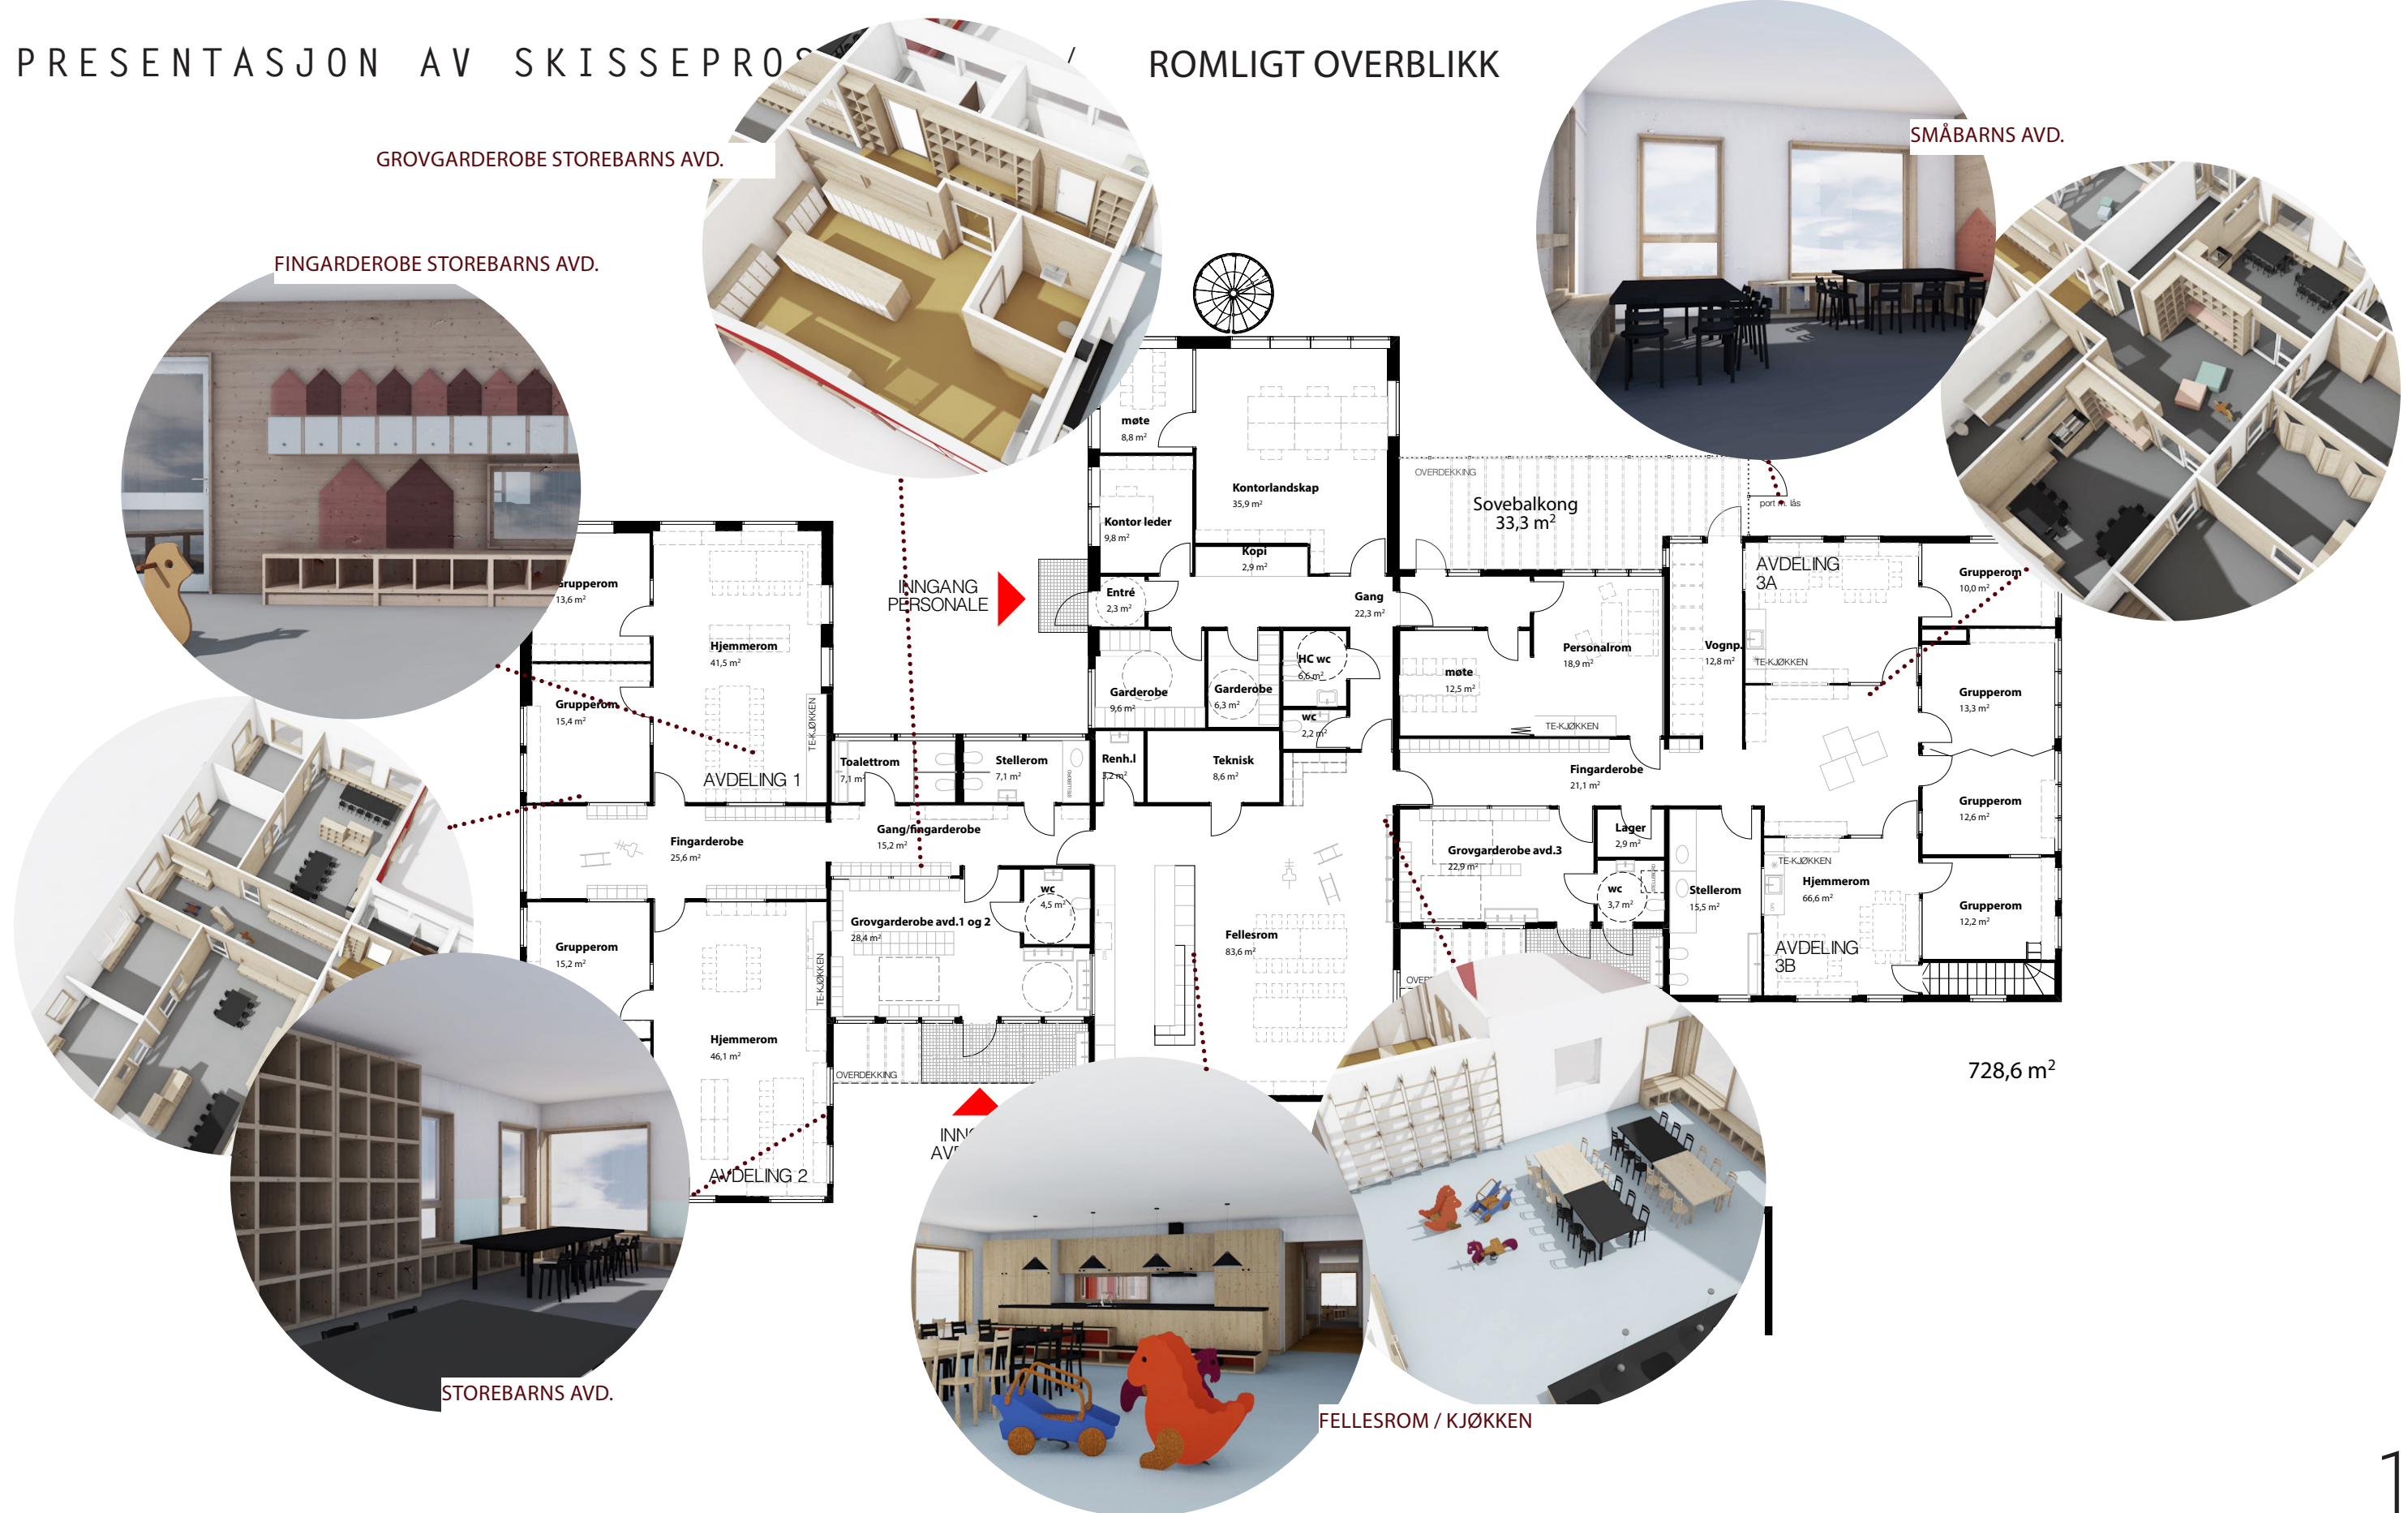 PRESENTASJON AV SKISSEPROS
/
ROMLIGT OVERBLIKK
SMÅBARNS AVD.
GROVGARDEROBE STOREBARNS AVD.
FINGARDEROBE STOREBARNS AVD.
møte
8,8 m²
Kontorlandskap
35,9 m²
Kontor leder
9,8 m²
Kopi
2,9 m²
OVERDEKKING
Sovebalkong
33,3 m²
port m. lås
INNGANG
PERSONALE
Entré
2,3 m²
Gang
22,3 m²
Grupperom
13,6 m²
Hjemmerom
41,5 m²
Grupperom
15,4 m²
TE-KJØKKEN
AVDELING 1
Garderobe
9,6 m²
Garderobe
6,3 m²
HC wc
6,6 m²
wc
2,2 m²
møte
12,5 m²
Personalrom
18,9 m²
TE-KJØKKEN
Vognp.
12,8 m²
AVDELING
3A
TE-KJØKKEN
Grupperom
10,0 m²
Grupperom
13,3 m²
Grupperom
12,6 m²
Grupperom
12,2 m²
Toalettrom
7,1 m²
Stellerom
7,1 m²
Renh.l
3,2 m²
Teknisk
8,6 m²
Fingarderobe
21,1 m²
Fingarderobe
25,6 m²
Gang/fingarderobe
15,2 m²
Grovgarderobe avd.3
22,9 m²
Lager
2,9 m²
wc
3,7 m²
Stellerom
15,5 m²
TE-KJØKKEN
Hjemmerom
66,6 m²
AVDELING
3B
Grupperom
15,2 m²
TE-KJØKKEN
Hjemmerom
46,1 m²
AVDELING 2
Grovgarderobe avd.1 og 2
28,4 m²
wc
4,5 m²
Fellesrom
83,6 m²
OVERDEKKING
728,6 m²
STOREBARNS AVD.
FELLESROM / KJØKKEN
1